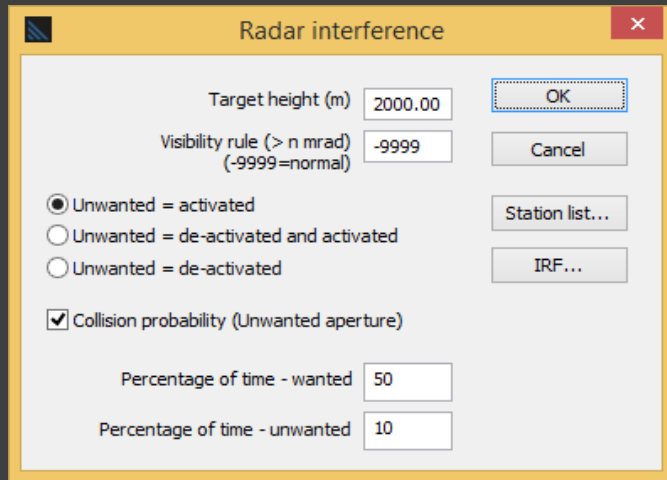 Radar interference
Target height (m) 2000.00
OK
Visibility rule (> n mrad)
(-9999=normal) -9999
Cancel
Unwanted = activated
Station list...
Unwanted = de-activated and activated
Unwanted = de-activated
IRF...
Collision probability (Unwanted aperture)
Percentage of time - wanted 50
Percentage of time - unwanted 10